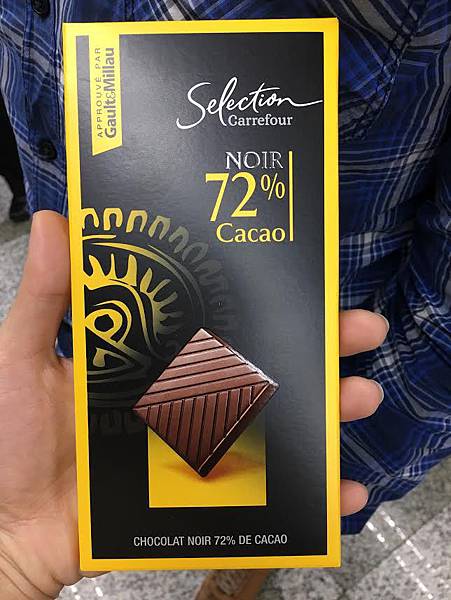 APPROUVÉ PAR
Gault&Millau
Selection
Carrefour
NOIR
72%
Cacao
CHOCOLAT NOIR 72% DE CACAO